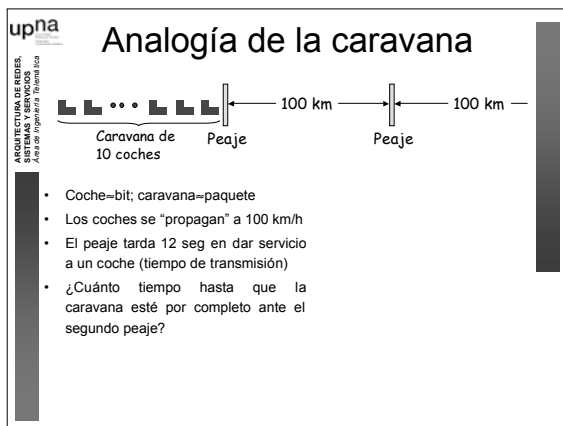 upna
Analogía de la caravana
ARQUITECTURA DE REDES,
SISTEMAS Y SERVICIOS
Área de Ingeniería Telemática
100 km
100 km
Caravana de
10 coches
Peaje
Peaje
• Coche≈bit; caravana≈paquete
• Los coches se “propagan” a 100 km/h
• El peaje tarda 12 seg en dar servicio
a un coche (tiempo de transmisión)
• ¿Cuánto tiempo hasta que la
caravana esté por completo ante el
segundo peaje?